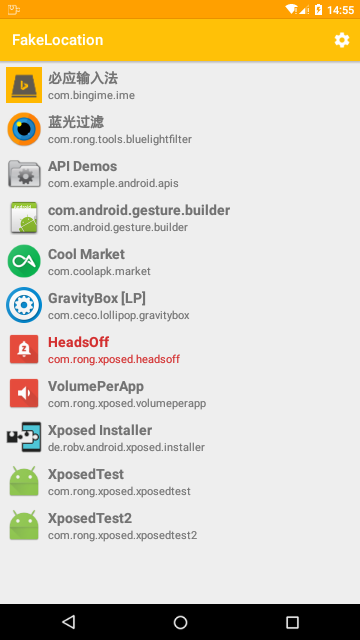 14:55
FakeLocation
必应输入法
com.bingime.ime
蓝光过滤
com.rong.tools.bluelightfilter
API Demos
com.example.android.apis
com.android.gesture.builder
com.android.gesture.builder
Cool Market
com.coolapk.market
GravityBox [LP]
com.ceco.lollipop.gravitybox
HeadsOff
com.rong.xposed.headsoff
VolumePerApp
com.rong.xposed.volumeperapp
Xposed Installer
de.robv.android.xposed.installer
XposedTest
com.rong.xposed.xposedtest
XposedTest2
com.rong.xposed.xposedtest2